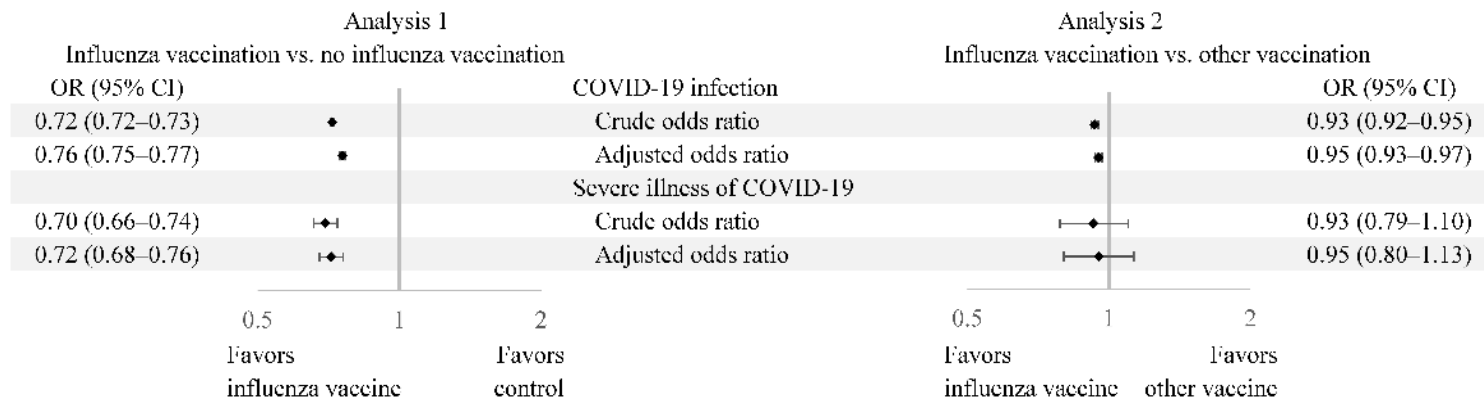 Analysis 1 Analysis 2
Influenza vaccination vs. no influenza vaccination Influenza vaccination vs. other vaccination
OR (95% CI) COVID-19 infection OR (95% CI)
0.72 (0.72–0.73) Crude odds ratio 0.93 (0.92–0.95)
0.76 (0.75–0.77) Adjusted odds ratio 0.95 (0.93–0.97)
Severe illness of COVID-19
0.70 (0.66–0.74) Crude odds ratio 0.93 (0.79–1.10)
0.72 (0.68–0.76) Adjusted odds ratio 0.95 (0.80–1.13)
0.5 1 2 0.5 1 2
Favors Favors Favors Favors
influenza vaccine control influenza vaccine other vaccine